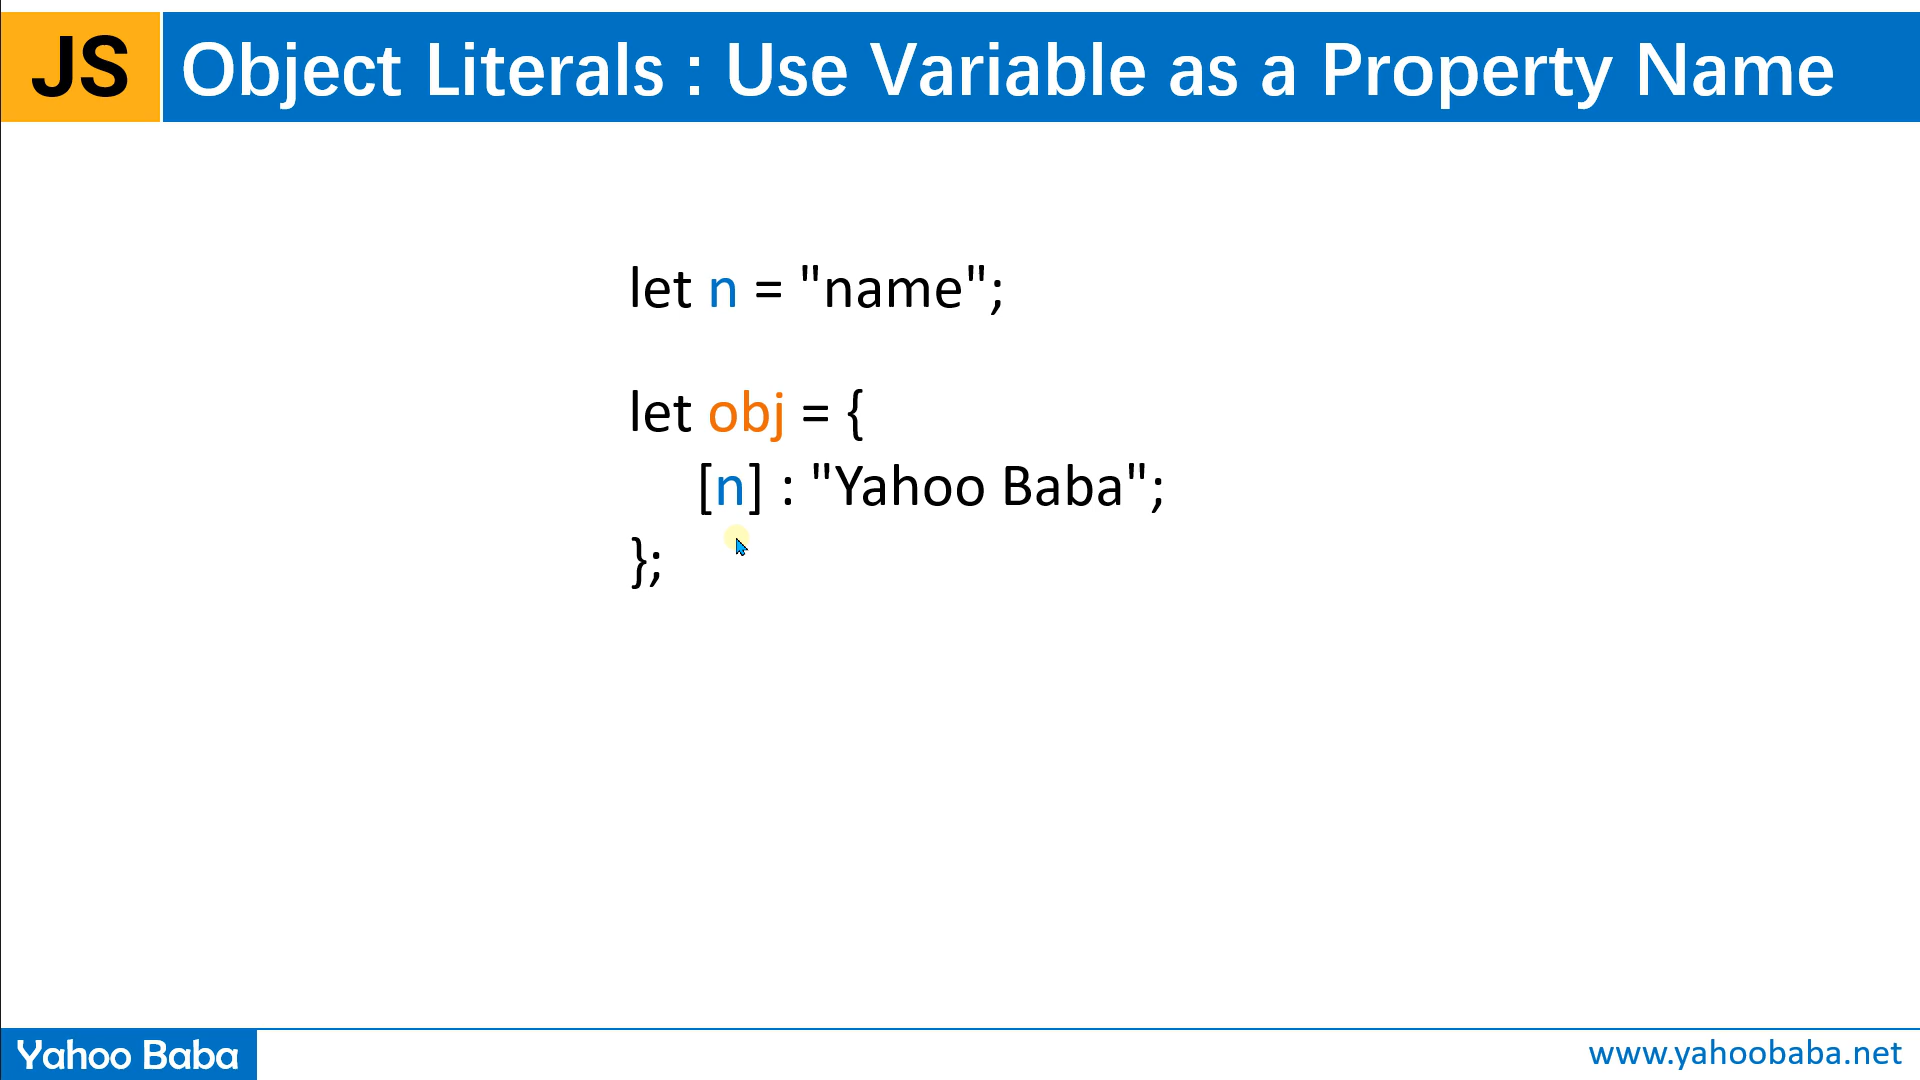 JS
Object Literals : Use Variable as a Property Name
let n = "name";
let obj = {
[n] : "Yahoo Baba";
};
Yahoo Baba
www.yahoobaba.net